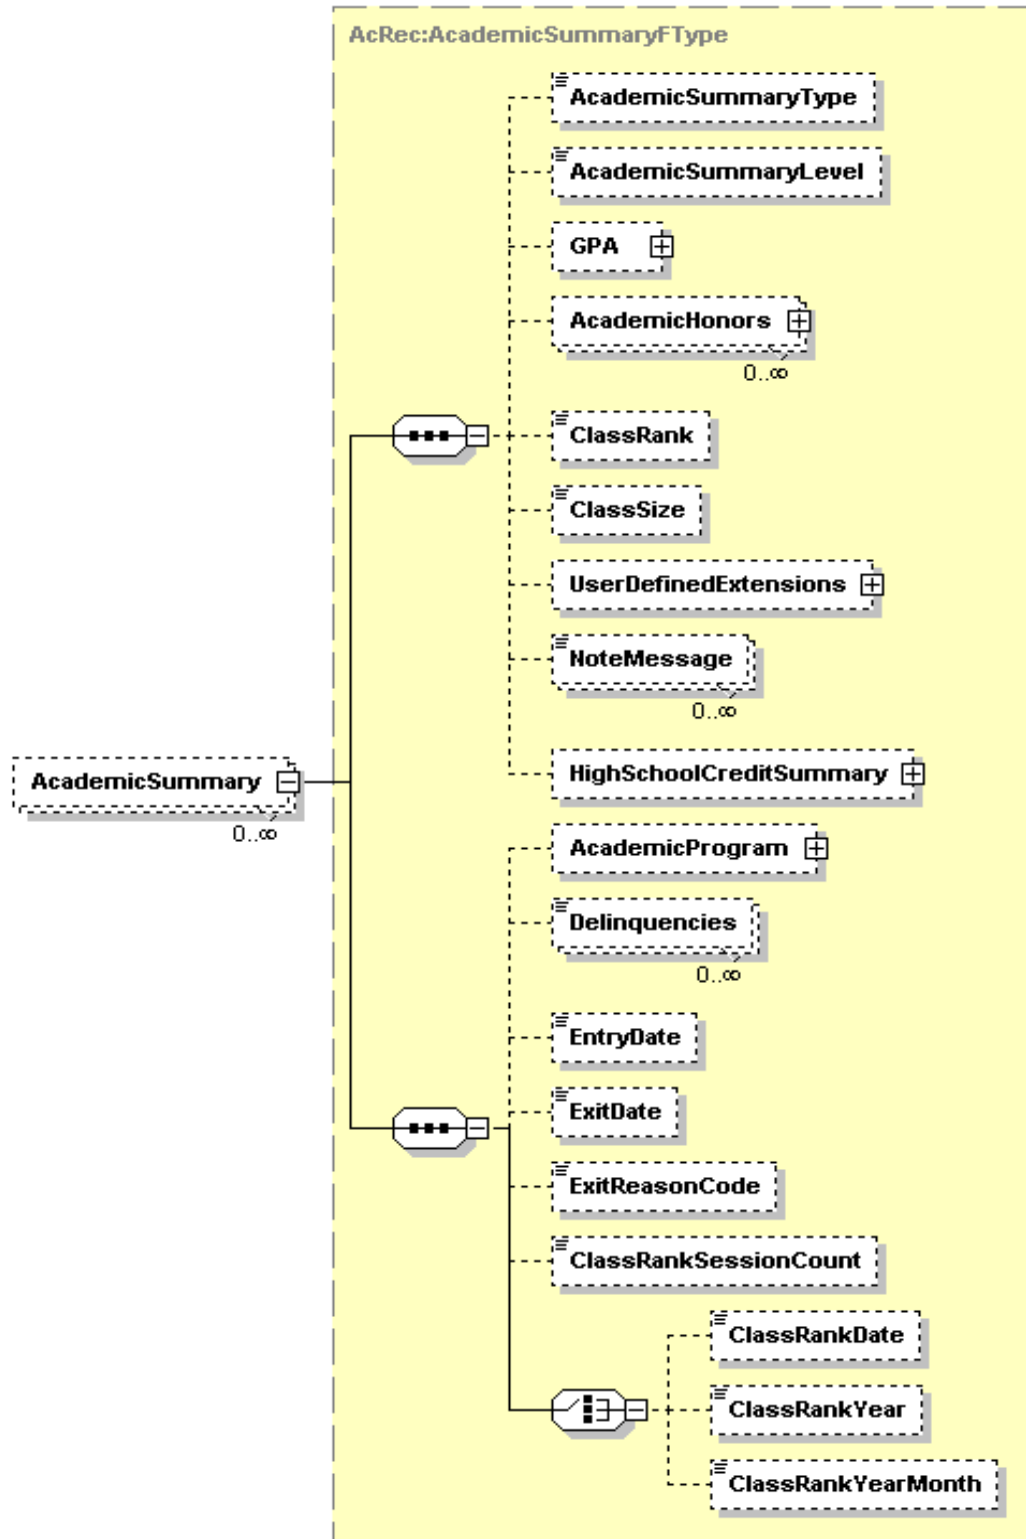 AcRec:AcademicSummaryFType
AcademicSummaryType
AcademicSummaryLevel
GPA
AcademicHonors
0..∞
ClassRank
ClassSize
UserDefinedExtensions
NoteMessage
0..∞
HighSchoolCreditSummary
AcademicSummary
0..∞
AcademicProgram
Delinquencies
0..∞
EntryDate
ExitDate
ExitReasonCode
ClassRankSessionCount
ClassRankDate
ClassRankYear
ClassRankYearMonth